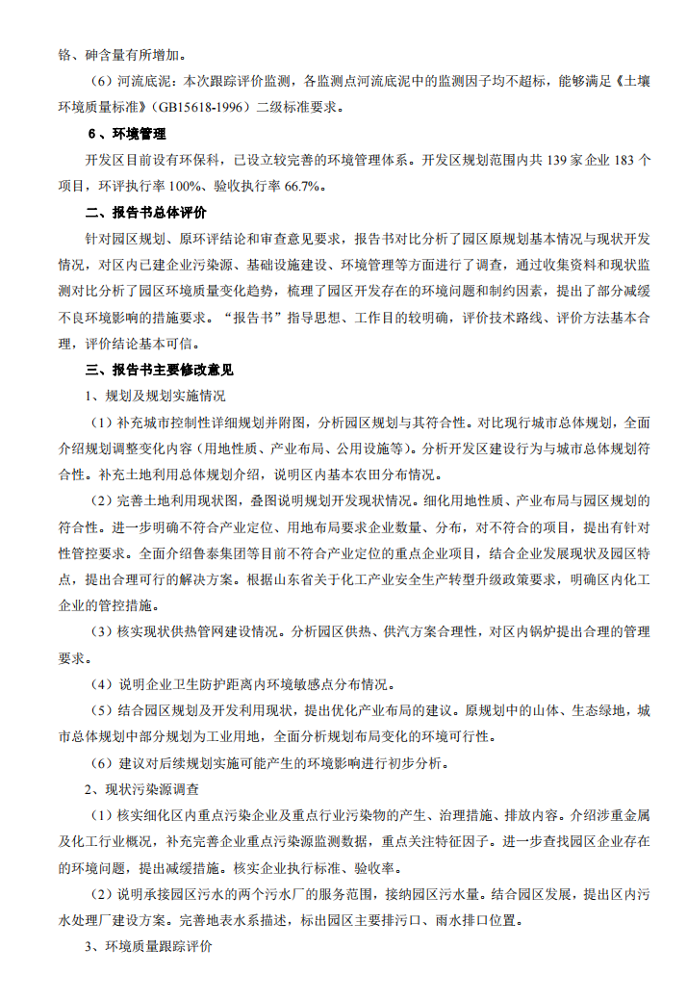 铬、砷含量有所增加。
（6）河流底泥：本次跟踪评价监测，各监测点河流底泥中的监测因子均不超标，能够满足《土壤
环境质量标准》（GB15618-1996）二级标准要求。
6、环境管理
开发区目前设有环保科，已设立较完善的环境管理体系。开发区规划范围内共 139 家企业 183 个
项目，环评执行率 100%、验收执行率 66.7%。
二、报告书总体评价
针对园区规划、原环评结论和审查意见要求，报告书对比分析了园区原规划基本情况与现状开发
情况，对区内已建企业污染源、基础设施建设、环境管理等方面进行了调查，通过收集资料和现状监
测对比分析了园区环境质量变化趋势，梳理了园区开发存在的环境问题和制约因素，提出了部分减缓
不良环境影响的措施要求。“报告书”指导思想、工作目的较明确，评价技术路线、评价方法基本合
理，评价结论基本可信。
三、报告书主要修改意见
1、规划及规划实施情况
（1）补充城市控制性详细规划并附图，分析园区规划与其符合性。对比现行城市总体规划，全面
介绍规划调整变化内容（用地性质、产业布局、公用设施等）。分析开发区建设行为与城市总体规划符
合性。补充土地利用总体规划介绍，说明区内基本农田分布情况。
（2）完善土地利用现状图，叠图说明规划开发现状情况。细化用地性质、产业布局与园区规划的
符合性。进一步明确不符合产业定位、用地布局要求企业数量、分布，对不符合的项目，提出有针对
性管控要求。全面介绍鲁泰集团等目前不符合产业定位的重点企业项目，结合企业发展现状及园区特
点，提出合理可行的解决方案。根据山东省关于化工产业安全生产转型升级政策要求，明确区内化工
企业的管控措施。
（3）核实现状供热管网建设情况。分析园区供热、供汽方案合理性，对区内锅炉提出合理的管理
要求。
（4）说明企业卫生防护距离内环境敏感点分布情况。
（5）结合园区规划及开发利用现状，提出优化产业布局的建议。原规划中的山体、生态绿地，城
市总体规划中部分规划为工业用地，全面分析规划布局变化的环境可行性。
（6）建议对后续规划实施可能产生的环境影响进行初步分析。
2、现状污染源调查
（1）核实细化区内重点污染企业及重点行业污染物的产生、治理措施、排放内容。介绍涉重金属
及化工行业概况，补充完善企业重点污染源监测数据，重点关注特征因子。进一步查找园区企业存在
的环境问题，提出减缓措施。核实企业执行标准、验收率。
（2）说明承接园区污水的两个污水厂的服务范围，接纳园区污水量。结合园区发展，提出区内污
水处理厂建设方案。完善地表水系描述，标出园区主要排污口、雨水排口位置。
3、环境质量跟踪评价